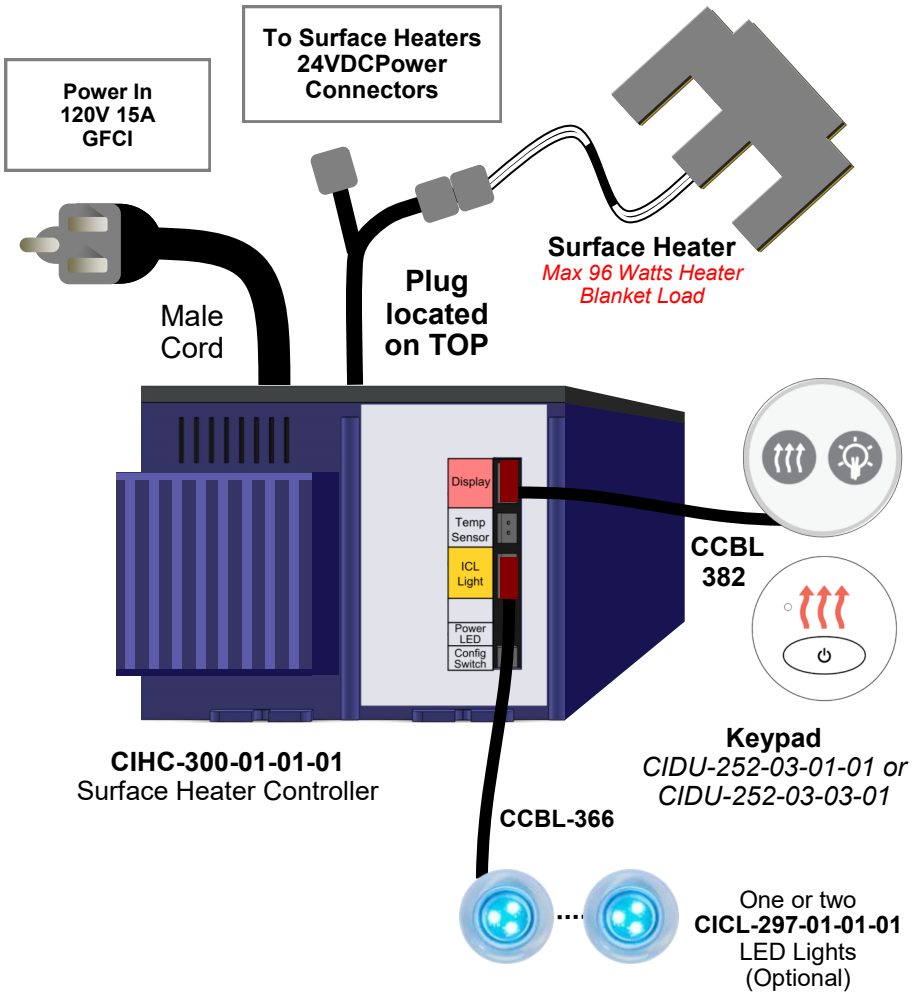 To Surface Heaters
24VDCPower
Connectors
Power In
120V 15A
GFCI
Surface Heater
Max 96 Watts Heater
Blanket Load
Plug
located
on TOP
Male
Cord
Display
Temp
Sensor
ICL
Light
Power
LED
Config
Switch
CCBL
382
Keypad
CIDU-252-03-01-01 or
CIDU-252-03-03-01
CIHC-300-01-01-01
Surface Heater Controller
CCBL-366
One or two
CICL-297-01-01-01
LED Lights
(Optional)